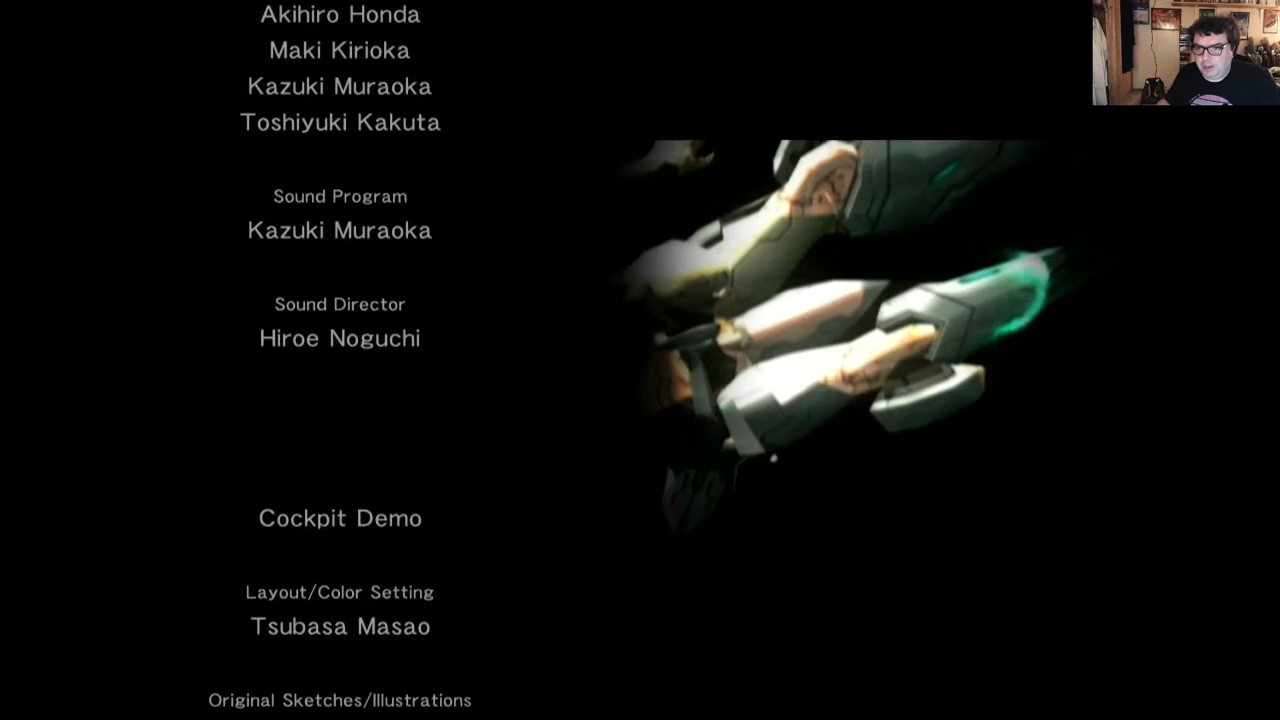 Akihiro Honda
Maki Kirioka
Kazuki Muraoka
Toshiyuki Kakuta
Sound Program
Kazuki Muraoka
Sound Director
Hiroe Noguchi
Cockpit Demo
Layout/Color Setting
Tsubasa Masao
Original Sketches/Illustrations